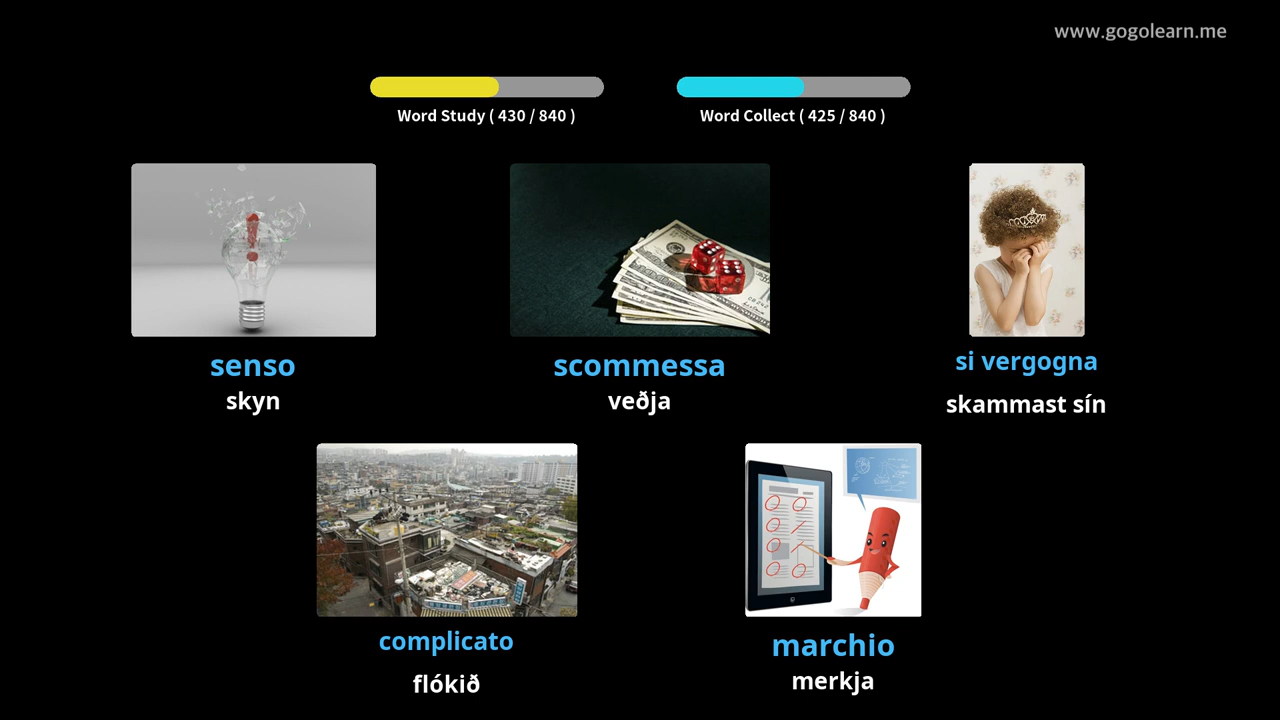 www.gogolearn.me
Word Study ( 430 / 840 )
Word Collect ( 425 / 840 )
senso
skyn
scommessa
veðja
si vergogna
skammast sín
complicato
flókið
marchio
merkja